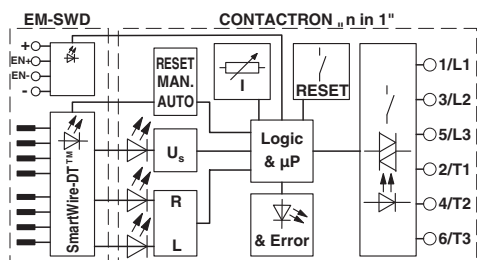 EM-SWD
CONTACTRON „n in 1"
+
EN+
EN-
-
SmartWire-DT™
RESET
MAN.
AUTO
I
RESET
Us
Logic
& µP
R
L
& Error
1/L1
3/L2
5/L3
2/T1
4/T2
6/T3